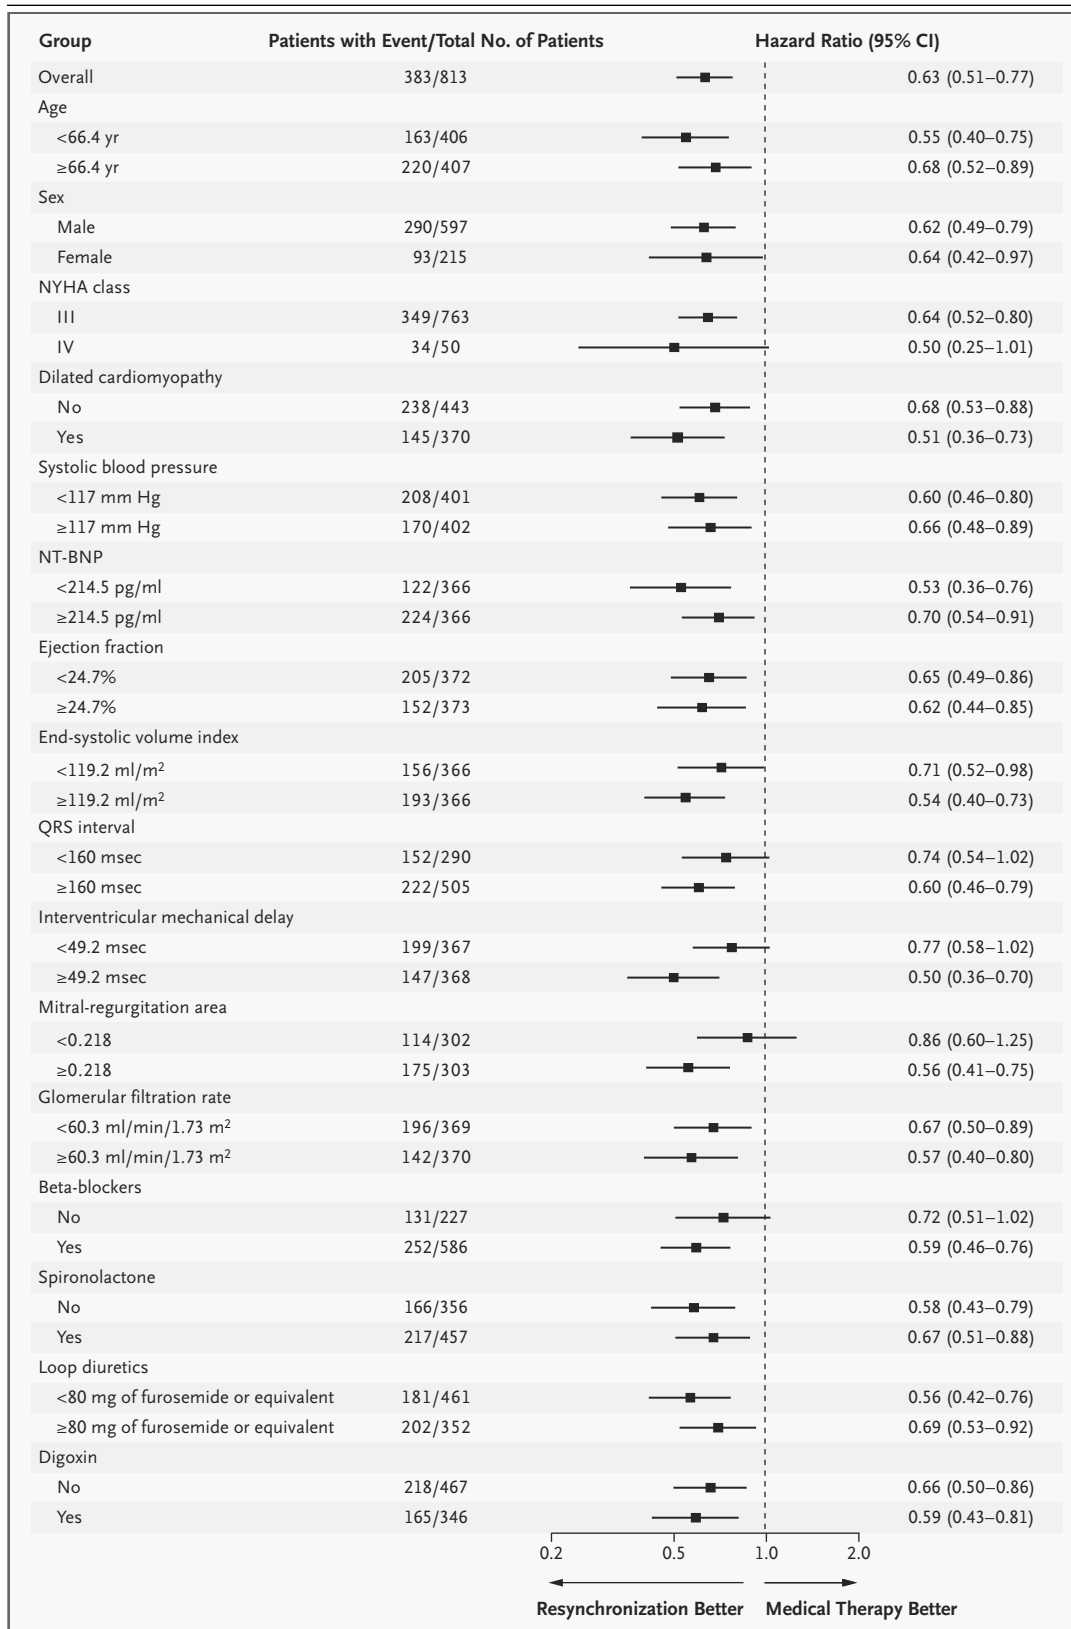 Group Patients with Event/Total No. of Patients Hazard Ratio (95% CI)
Overall 383/813 0.63 (0.51–0.77)
Age
<66.4 yr 163/406 0.55 (0.40–0.75)
≥66.4 yr 220/407 0.68 (0.52–0.89)
Sex
Male 290/597 0.62 (0.49–0.79)
Female 93/215 0.64 (0.42–0.97)
NYHA class
III 349/763 0.64 (0.52–0.80)
IV 34/50 0.50 (0.25–1.01)
Dilated cardiomyopathy
No 238/443 0.68 (0.53–0.88)
Yes 145/370 0.51 (0.36–0.73)
Systolic blood pressure
<117 mm Hg 208/401 0.60 (0.46–0.80)
≥117 mm Hg 170/402 0.66 (0.48–0.89)
NT-BNP
<214.5 pg/ml 122/366 0.53 (0.36–0.76)
≥214.5 pg/ml 224/366 0.70 (0.54–0.91)
Ejection fraction
<24.7% 205/372 0.65 (0.49–0.86)
≥24.7% 152/373 0.62 (0.44–0.85)
End-systolic volume index
<119.2 ml/m² 156/366 0.71 (0.52–0.98)
≥119.2 ml/m² 193/366 0.54 (0.40–0.73)
QRS interval
<160 msec 152/290 0.74 (0.54–1.02)
≥160 msec 222/505 0.60 (0.46–0.79)
Interventricular mechanical delay
<49.2 msec 199/367 0.77 (0.58–1.02)
≥49.2 msec 147/368 0.50 (0.36–0.70)
Mitral-regurgitation area
<0.218 114/302 0.86 (0.60–1.25)
≥0.218 175/303 0.56 (0.41–0.75)
Glomerular filtration rate
<60.3 ml/min/1.73 m² 196/369 0.67 (0.50–0.89)
≥60.3 ml/min/1.73 m² 142/370 0.57 (0.40–0.80)
Beta-blockers
No 131/227 0.72 (0.51–1.02)
Yes 252/586 0.59 (0.46–0.76)
Spironolactone
No 166/356 0.58 (0.43–0.79)
Yes 217/457 0.67 (0.51–0.88)
Loop diuretics
<80 mg of furosemide or equivalent 181/461 0.56 (0.42–0.76)
≥80 mg of furosemide or equivalent 202/352 0.69 (0.53–0.92)
Digoxin
No 218/467 0.66 (0.50–0.86)
Yes 165/346 0.59 (0.43–0.81)
0.2 0.5 1.0 2.0
Resynchronization Better Medical Therapy Better